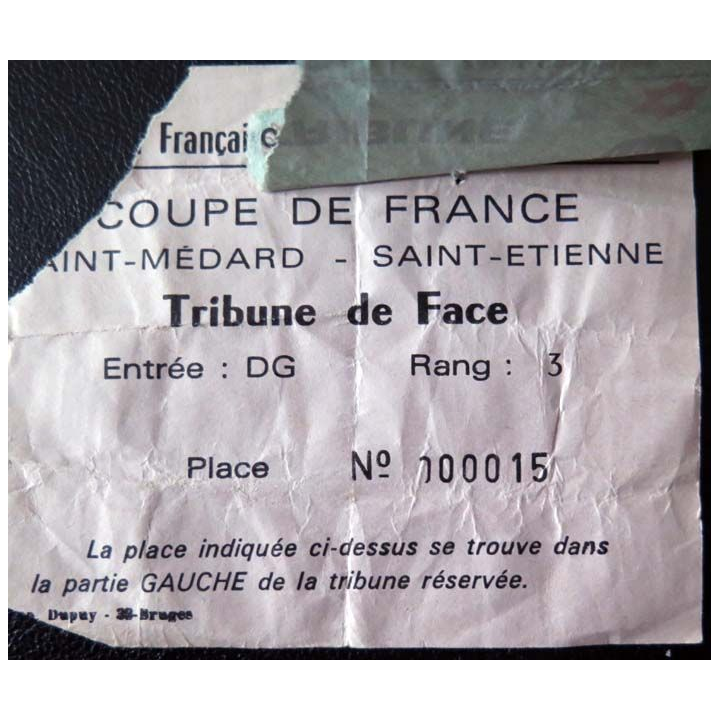 Françai
COUPE DE FRANCE
AINT-MÉDARD - SAINT-ETIENNE
Tribune de Face
Entrée : DG Rang : 3
Place Nº 000015
La place indiquée ci-dessus se trouve dans
la partie GAUCHE de la tribune réservée.
Dupuy - 33-Bruges